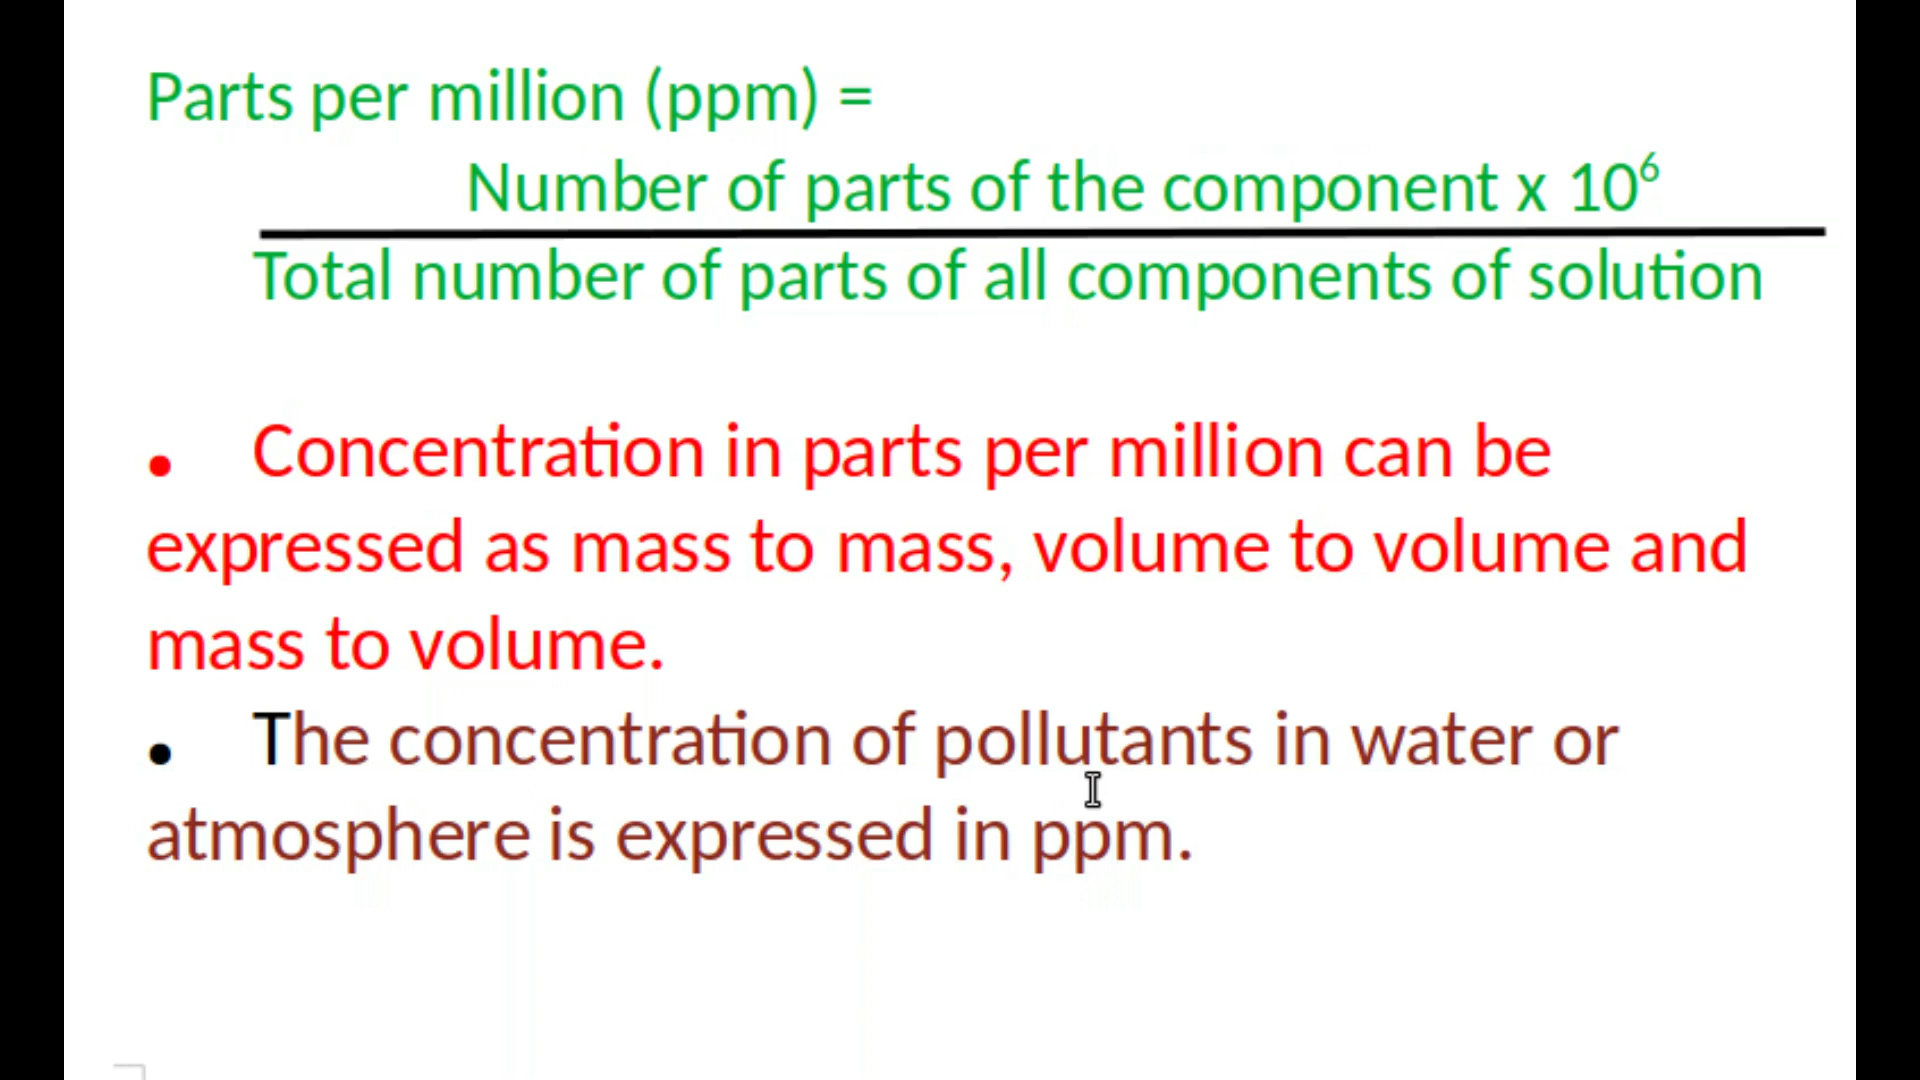 Parts per million (ppm) =
Number of parts of the component x 10⁶
Total number of parts of all components of solution
• Concentration in parts per million can be
expressed as mass to mass, volume to volume and
mass to volume.
• The concentration of pollutants in water or
atmosphere is expressed in ppm.